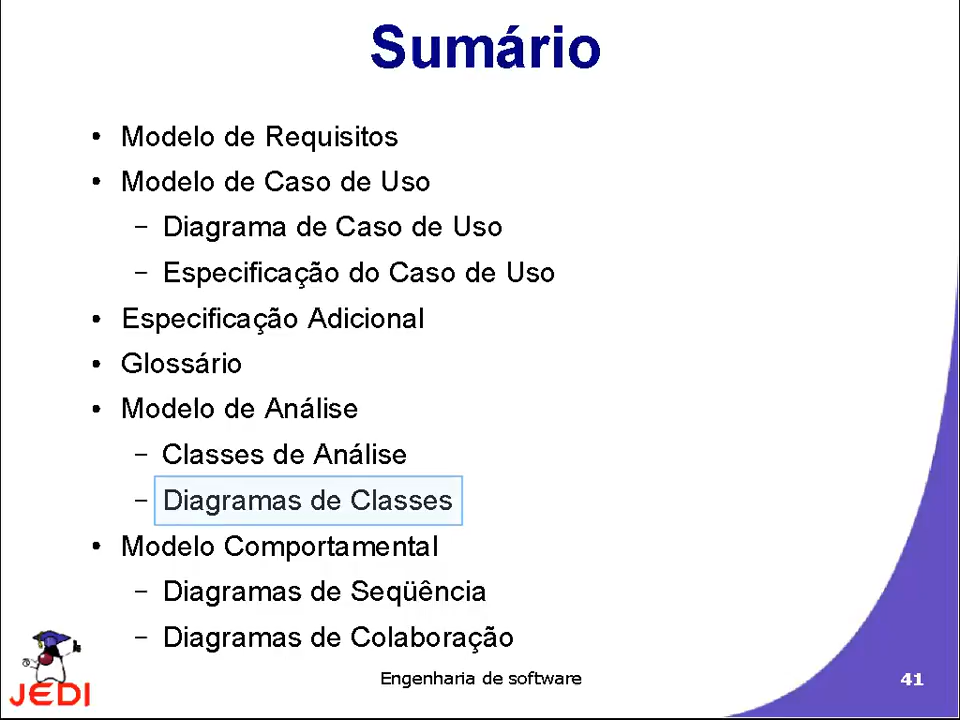 Sumário
• Modelo de Requisitos
• Modelo de Caso de Uso
– Diagrama de Caso de Uso
– Especificação do Caso de Uso
• Especificação Adicional
• Glossário
• Modelo de Análise
– Classes de Análise
– Diagramas de Classes
• Modelo Comportamental
– Diagramas de Seqüência
– Diagramas de Colaboração
JEDI
Engenharia de software
41